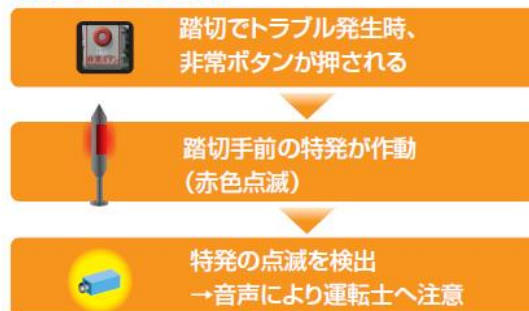 踏切でトラブル発生時、
非常ボタンが押される
踏切手前の特発が作動
（赤色点滅）
特発の点滅を検出
→音声により運転士へ注意